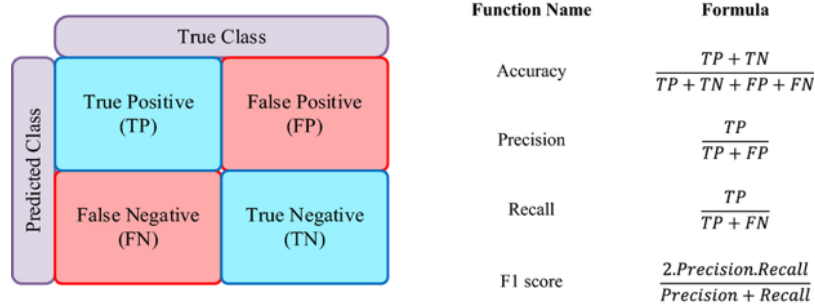 True Class
Predicted Class
True Positive
(TP)
False Positive
(FP)
False Negative
(FN)
True Negative
(TN)
Function Name Formula
Accuracy
TP + TN
TP + TN + FP + FN
Precision
TP
TP + FP
Recall
TP
TP + FN
F1 score
2.Precision.Recall
Precision + Recall